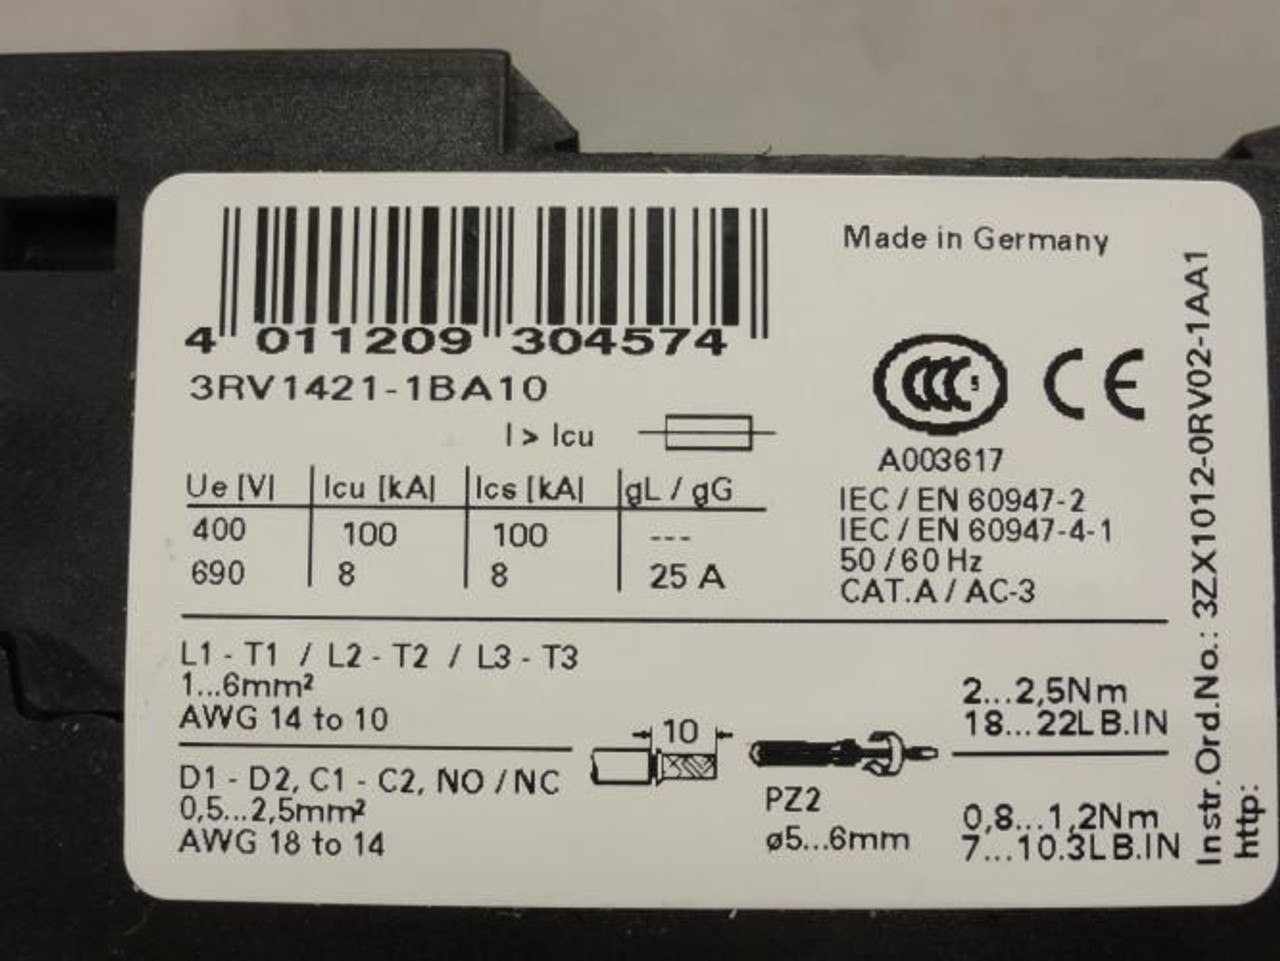 4 011209 304574
3RV1421-1BA10
I > Icu
Ue [V] Icu [kA] Ics [kA] gL / gG
400 100 100 ---
690 8 8 25 A
Made in Germany
CCC S CE
A003617
IEC / EN 60947-2
IEC / EN 60947-4-1
50 / 60 Hz
CAT.A / AC-3
L1 - T1 / L2 - T2 / L3 - T3
1...6mm²
AWG 14 to 10
D1 - D2, C1 - C2, NO / NC
0,5...2,5mm²
AWG 18 to 14
10
PZ2
ø5...6mm
2...2,5Nm
18...22LB.IN
0,8...1,2Nm
7...10.3LB.IN
Instr.Ord.No.: 3ZX1012-0RV02-1AA1
http: